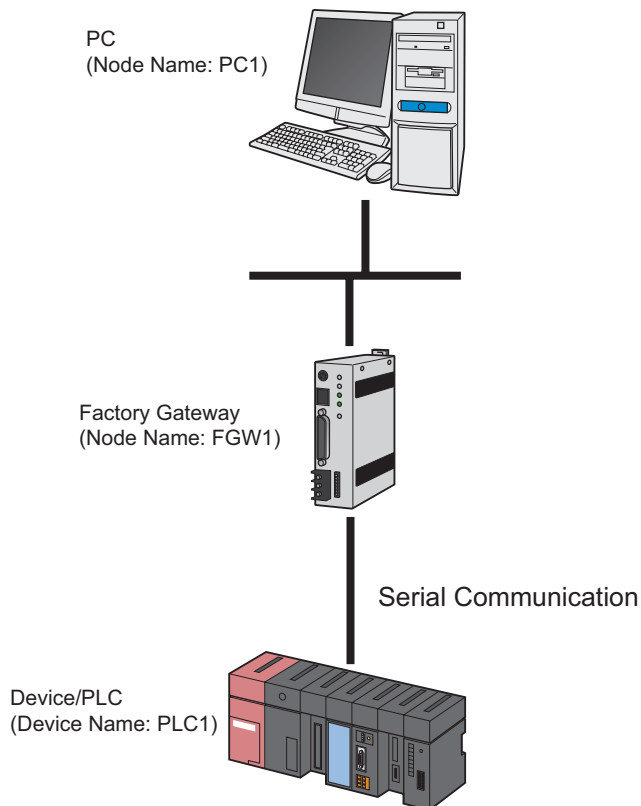 PC
(Node Name: PC1)
Factory Gateway
(Node Name: FGW1)
Serial Communication
Device/PLC
(Device Name: PLC1)